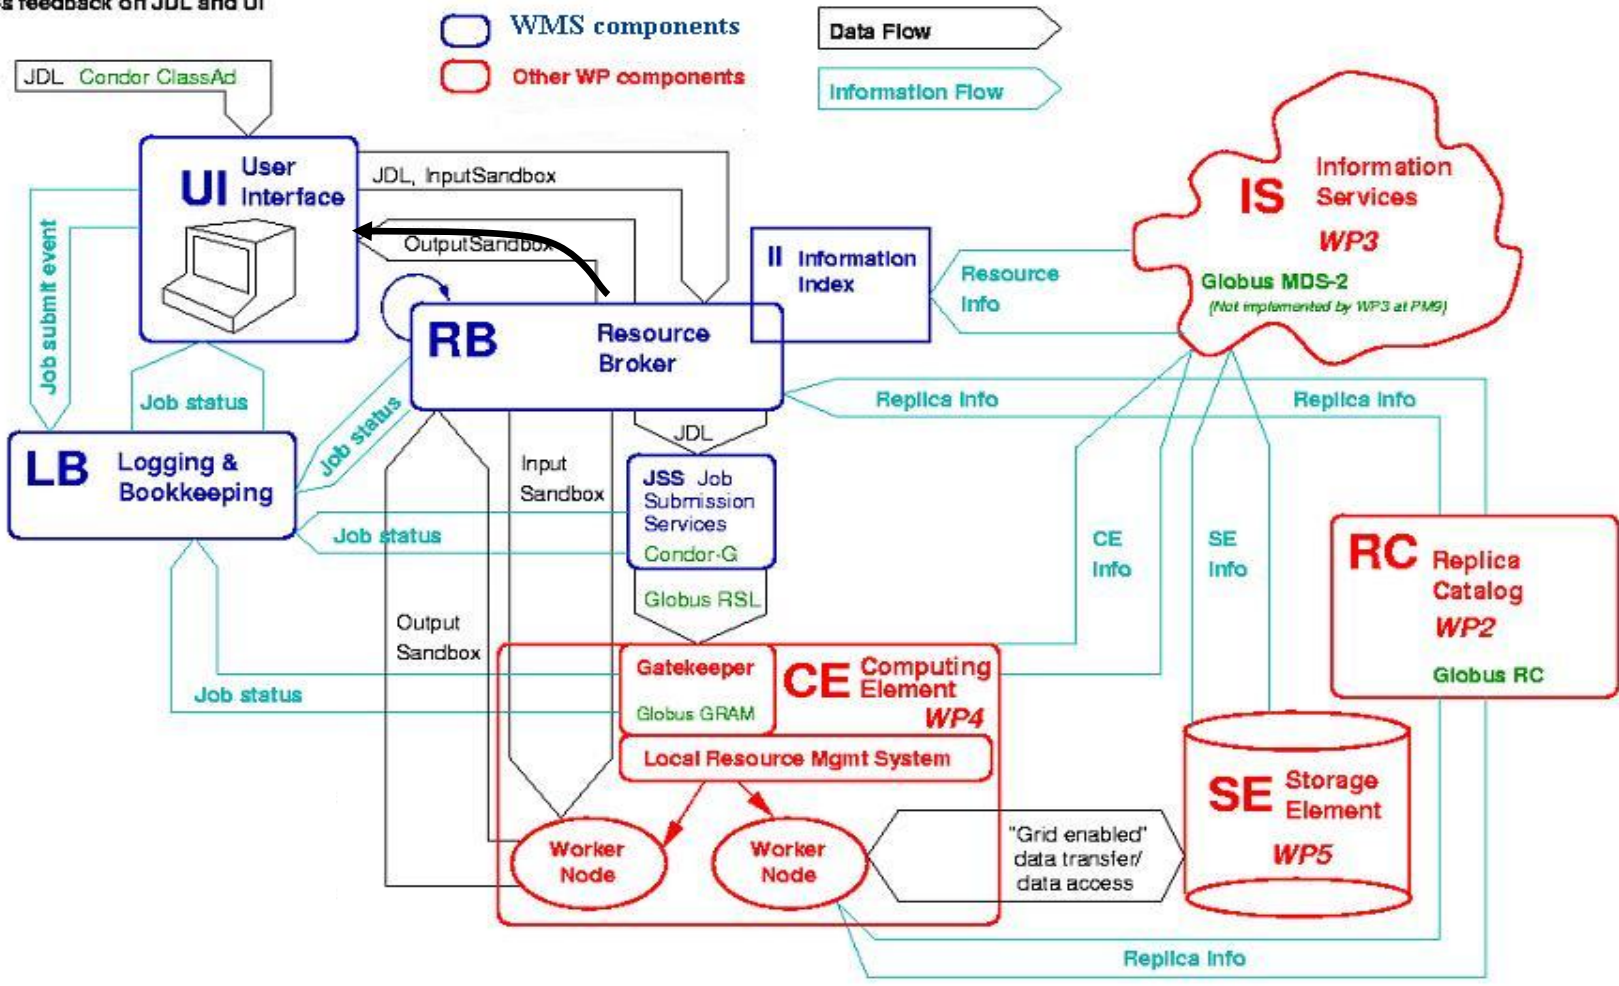 feedback on JDL and UI
WMS components
Other WP components
Data Flow
Information Flow
JDL Condor ClassAd
UI User
Interface
JDL, InputSandbox
OutputSandbox
Job submit event
II Information
Index
Resource
Info
IS
Information
Services
WP3
Globus MDS-2
(Not implemented by WP3 at PM9)
RB
Resource
Broker
Job status
Job status
Replica Info
Replica Info
LB
Logging &
Bookkeeping
JDL
Input
Sandbox
JSS Job
Submission
Services
Condor-G
Job status
Globus RSL
CE
Info
SE
Info
RC Replica
Catalog
WP2
Globus RC
Output
Sandbox
Job status
Gatekeeper
Globus GRAM
CE Computing
Element
WP4
Local Resource Mgmt System
Worker
Node
Worker
Node
"Grid enabled"
data transfer/
data access
SE Storage
Element
WP5
Replica Info